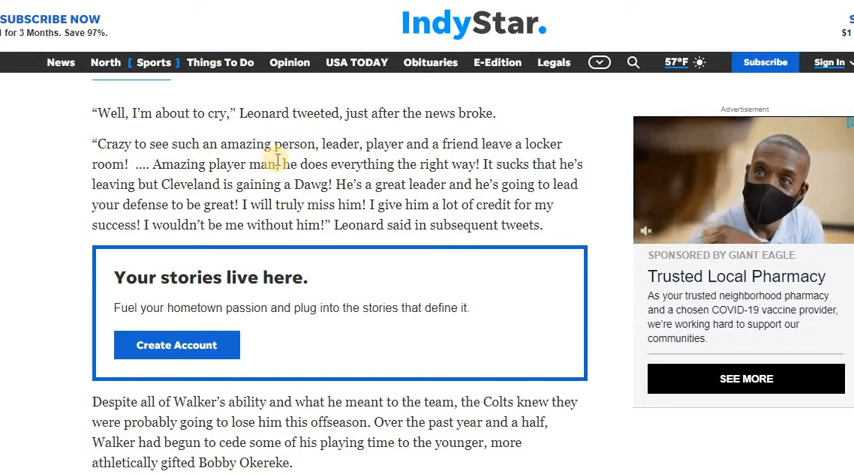 SUBSCRIBE NOW
for 3 Months. Save 97%.
IndyStar.
$1
News North [ Sports ] Things To Do Opinion USA TODAY Obituaries E-Edition Legals 57°F Subscribe Sign In
“Well, I’m about to cry,” Leonard tweeted, just after the news broke.
“Crazy to see such an amazing person, leader, player and a friend leave a locker
room! .... Amazing player man! he does everything the right way! It sucks that he’s
leaving but Cleveland is gaining a Dawg! He’s a great leader and he’s going to lead
your defense to be great! I will truly miss him! I give him a lot of credit for my
success! I wouldn’t be me without him!” Leonard said in subsequent tweets.
Your stories live here.
Fuel your hometown passion and plug into the stories that define it.
Create Account
Despite all of Walker’s ability and what he meant to the team, the Colts knew they
were probably going to lose him this offseason. Over the past year and a half,
Walker had begun to cede some of his playing time to the younger, more
athletically gifted Bobby Okereke.
Advertisement
SPONSORED BY GIANT EAGLE
Trusted Local Pharmacy
As your trusted neighborhood pharmacy
and a chosen COVID-19 vaccine provider,
we’re working hard to support our
communities.
SEE MORE